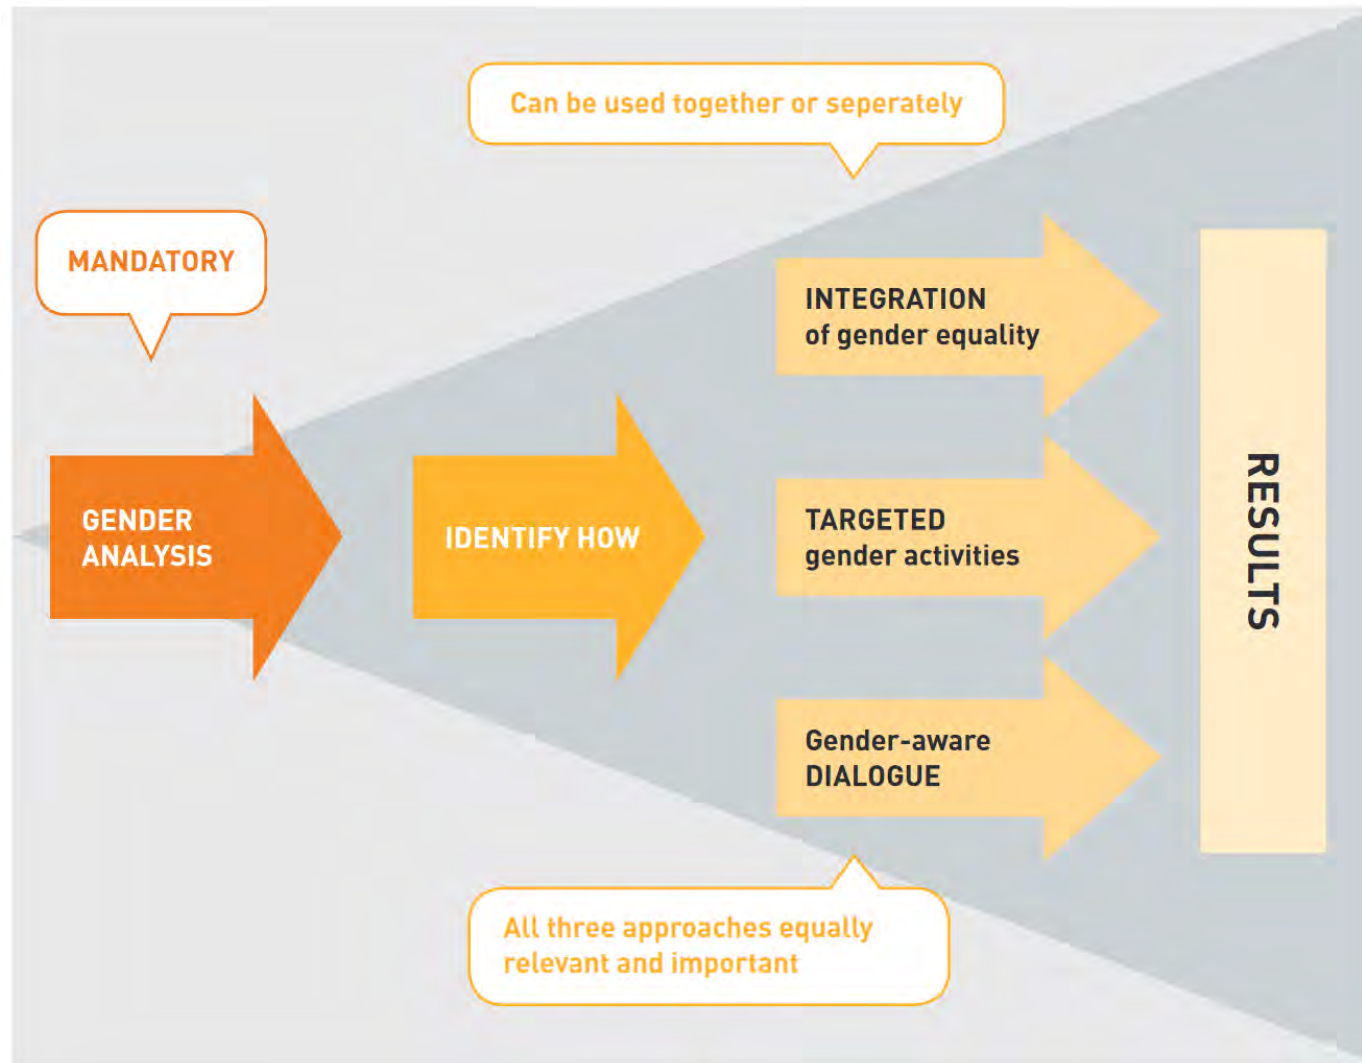 Can be used together or seperately
MANDATORY
GENDER
ANALYSIS
IDENTIFY HOW
INTEGRATION
of gender equality
TARGETED
gender activities
Gender-aware
DIALOGUE
RESULTS
All three approaches equally
relevant and important